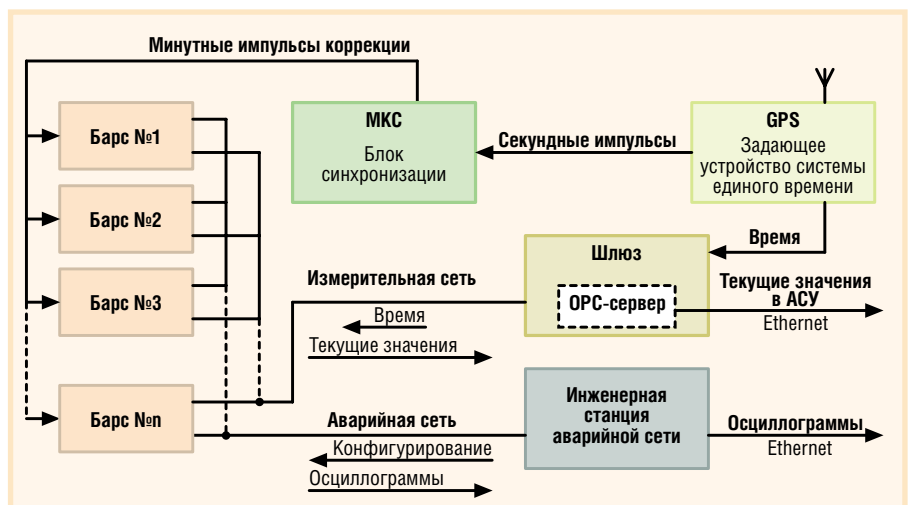 Минутные импульсы коррекции
Барс №1
Барс №2
Барс №3
Барс №n
МКС
Блок
синхронизации
Секундные импульсы
GPS
Задающее
устройство системы
единого времени
Время
Шлюз
OPC-сервер
Измерительная сеть
Время
Текущие значения
Текущие значения
в АСУ
Ethernet
Инженерная
станция
аварийной сети
Аварийная сеть
Конфигурирование
Осциллограммы
Осциллограммы
Ethernet